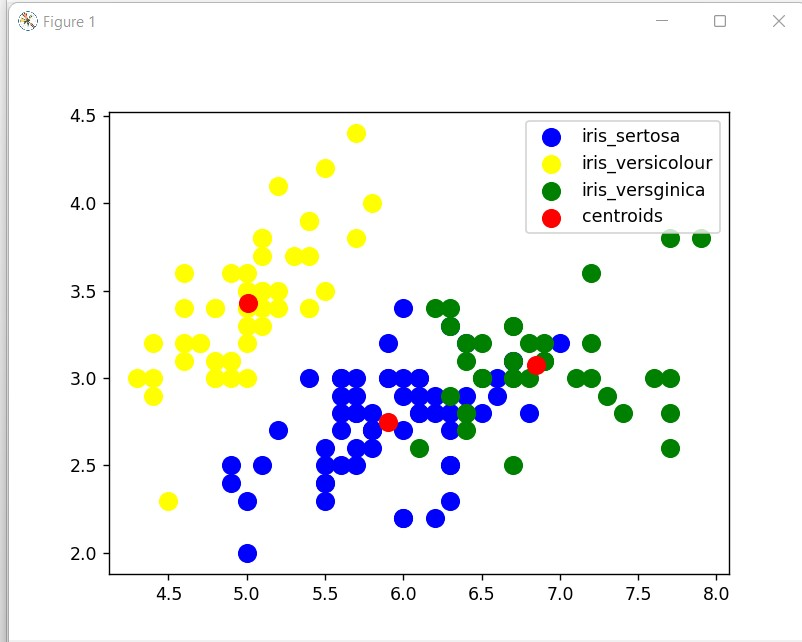 Figure 1
4.5
4.0
3.5
3.0
2.5
2.0
iris_sertosa
iris_versicolour
iris_versginica
centroids
4.5 5.0 5.5 6.0 6.5 7.0 7.5 8.0